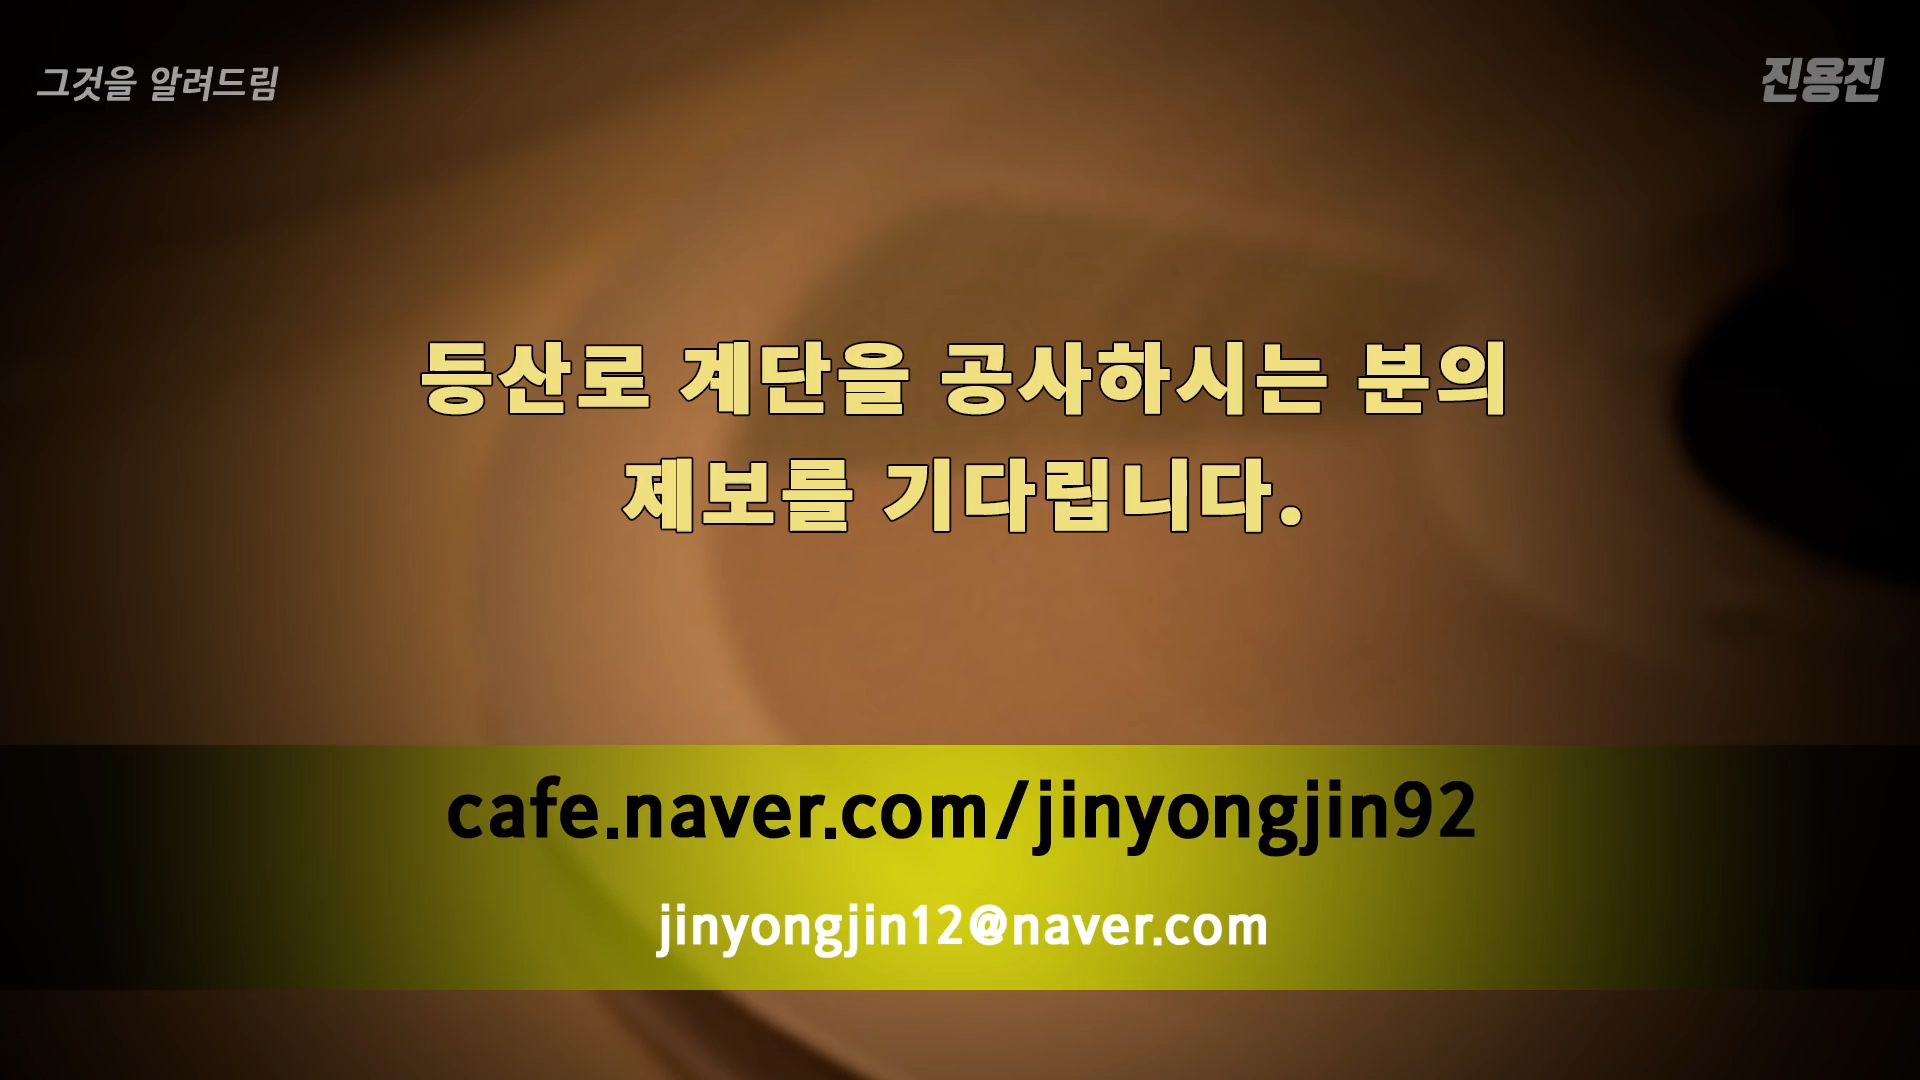 그것을 알려드림
진용진
등산로 계단을 공사하시는 분의
제보를 기다립니다.
cafe.naver.com/jinyongjin92
jinyongjin12@naver.com